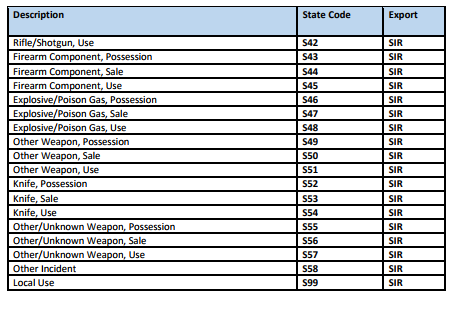 Description State Code Export
Rifle/Shotgun, Use S42 SIR
Firearm Component, Possession S43 SIR
Firearm Component, Sale S44 SIR
Firearm Component, Use S45 SIR
Explosive/Poison Gas, Possession S46 SIR
Explosive/Poison Gas, Sale S47 SIR
Explosive/Poison Gas, Use S48 SIR
Other Weapon, Possession S49 SIR
Other Weapon, Sale S50 SIR
Other Weapon, Use S51 SIR
Knife, Possession S52 SIR
Knife, Sale S53 SIR
Knife, Use S54 SIR
Other/Unknown Weapon, Possession S55 SIR
Other/Unknown Weapon, Sale S56 SIR
Other/Unknown Weapon, Use S57 SIR
Other Incident S58 SIR
Local Use S99 SIR